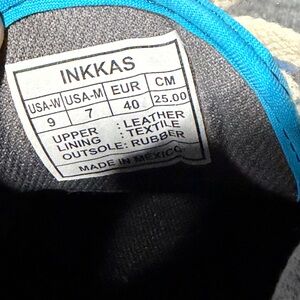 INKKAS
USA-W USA-M EUR CM
9 7 40 25.00
UPPER : LEATHER
LINING : TEXTILE
OUTSOLE: RUBBER
MADE IN MEXICO